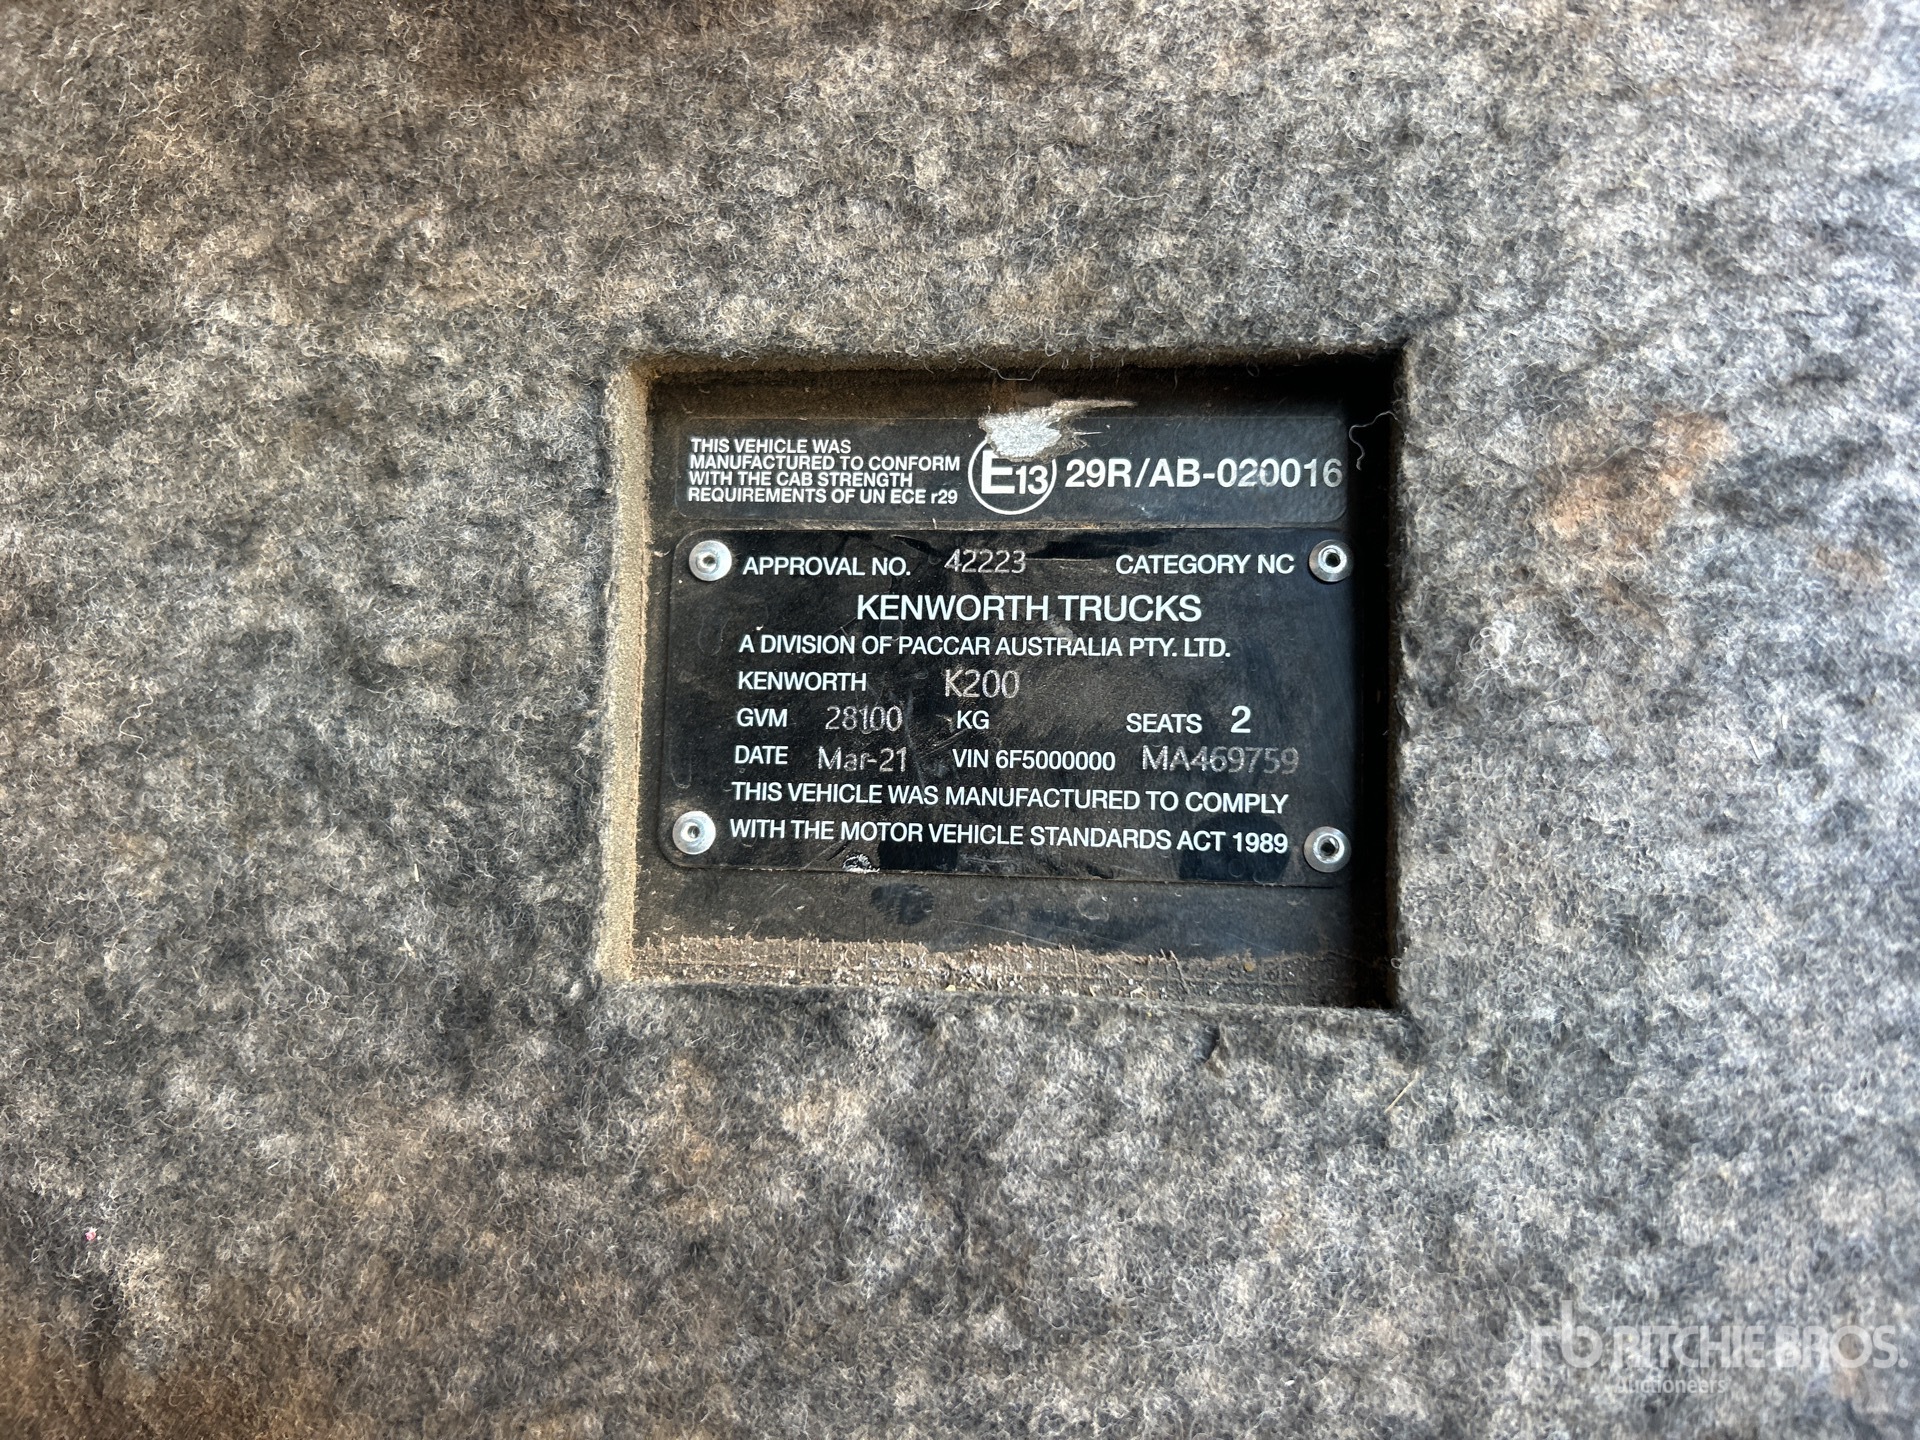 THIS VEHICLE WAS
MANUFACTURED TO CONFORM
WITH THE CAB STRENGTH
REQUIREMENTS OF UN ECE r29
E13 29R/AB-020016
APPROVAL NO. 42223 CATEGORY NC
KENWORTH TRUCKS
A DIVISION OF PACCAR AUSTRALIA PTY. LTD.
KENWORTH K200
GVM 28100 KG SEATS 2
DATE Mar-21 VIN 6F5000000 MA469759
THIS VEHICLE WAS MANUFACTURED TO COMPLY
WITH THE MOTOR VEHICLE STANDARDS ACT 1989
rb RITCHIE BROS.
Auctioneers